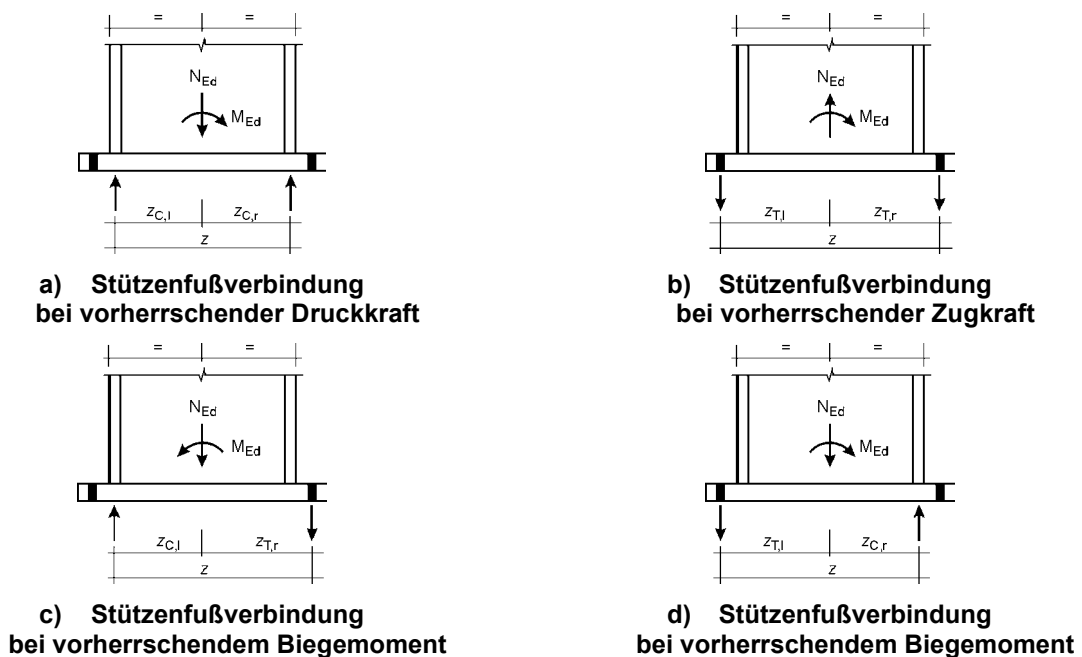 = =
N_Ed
M_Ed
z_C,l z_C,r
z
a) Stützenfußverbindung
bei vorherrschender Druckkraft
= =
N_Ed
M_Ed
z_T,l z_T,r
z
b) Stützenfußverbindung
bei vorherrschender Zugkraft
= =
N_Ed
M_Ed
z_C,l z_T,r
z
c) Stützenfußverbindung
bei vorherrschendem Biegemoment
= =
N_Ed
M_Ed
z_T,l z_C,r
z
d) Stützenfußverbindung
bei vorherrschendem Biegemoment